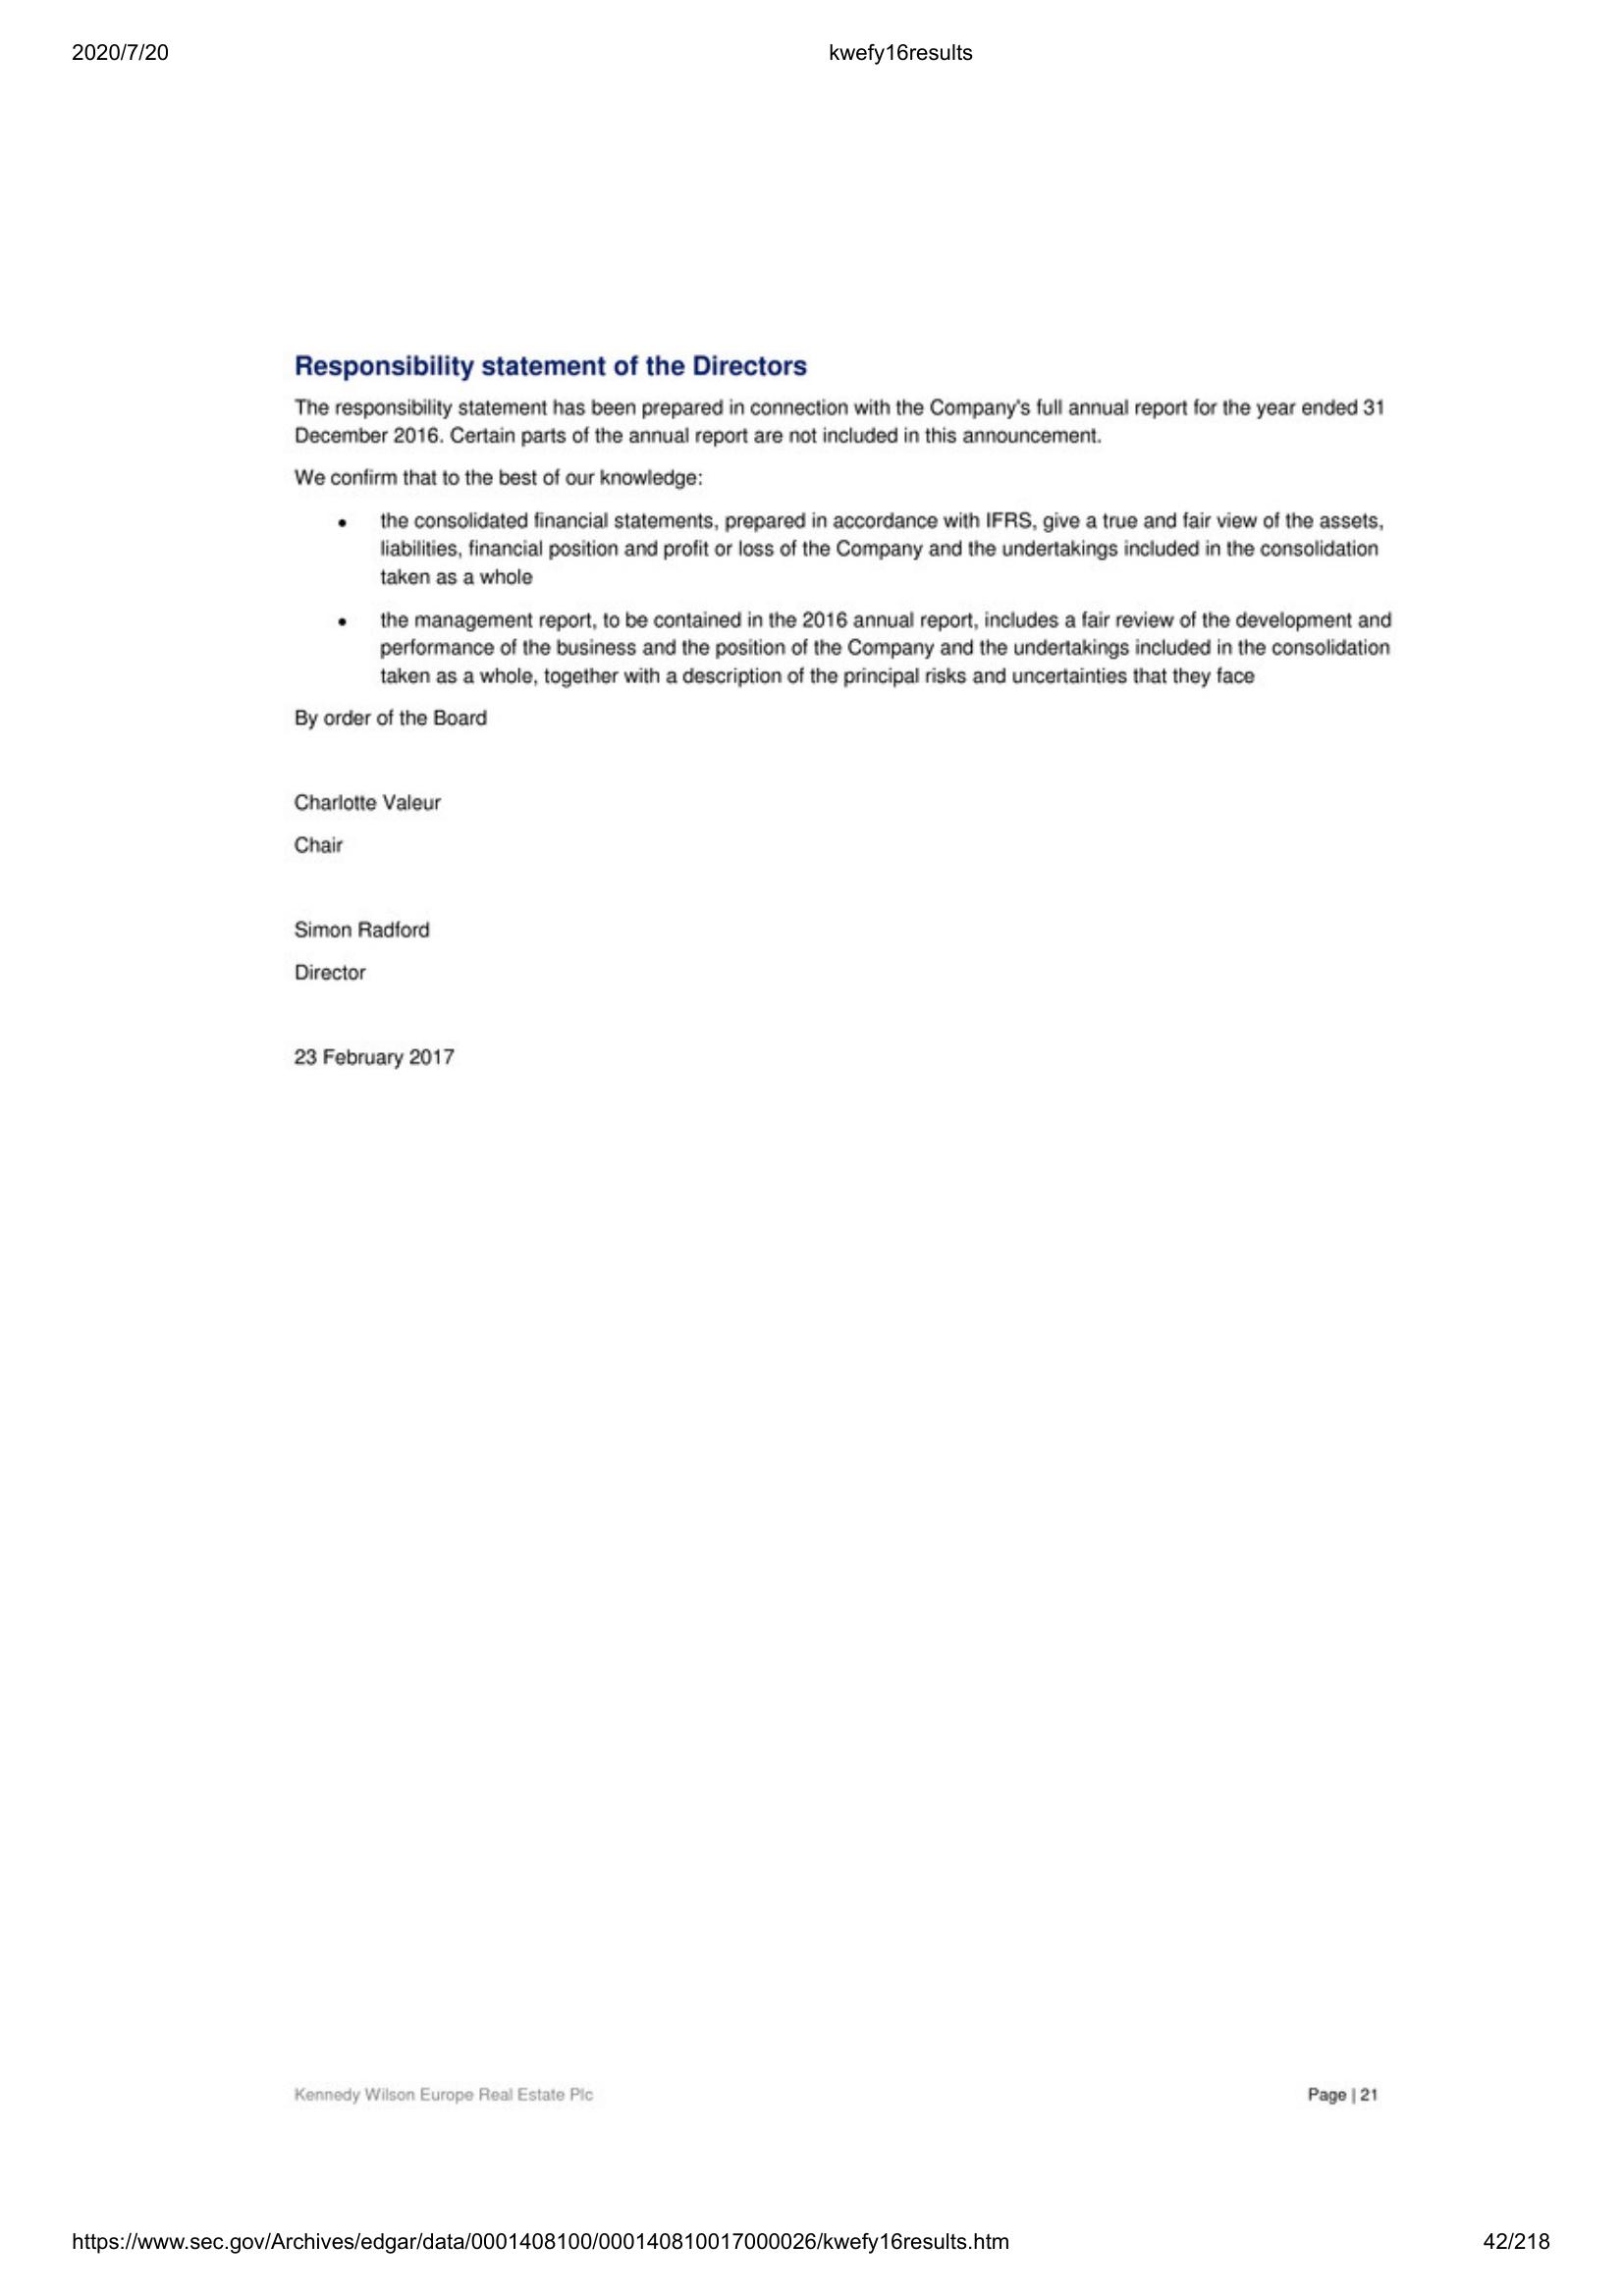 2020/7/20
kwefy16results
Responsibility statement of the Directors
The responsibility statement has been prepared in connection with the Company's full annual report for the year ended 31
December 2016. Certain parts of the annual report are not included in this announcement.
We confirm that to the best of our knowledge:
• the consolidated financial statements, prepared in accordance with IFRS, give a true and fair view of the assets,
liabilities, financial position and profit or loss of the Company and the undertakings included in the consolidation
taken as a whole
• the management report, to be contained in the 2016 annual report, includes a fair review of the development and
performance of the business and the position of the Company and the undertakings included in the consolidation
taken as a whole, together with a description of the principal risks and uncertainties that they face
By order of the Board
Charlotte Valeur
Chair
Simon Radford
Director
23 February 2017
Kennedy Wilson Europe Real Estate Plc
Page | 21
https://www.sec.gov/Archives/edgar/data/0001408100/000140810017000026/kwefy16results.htm
42/218